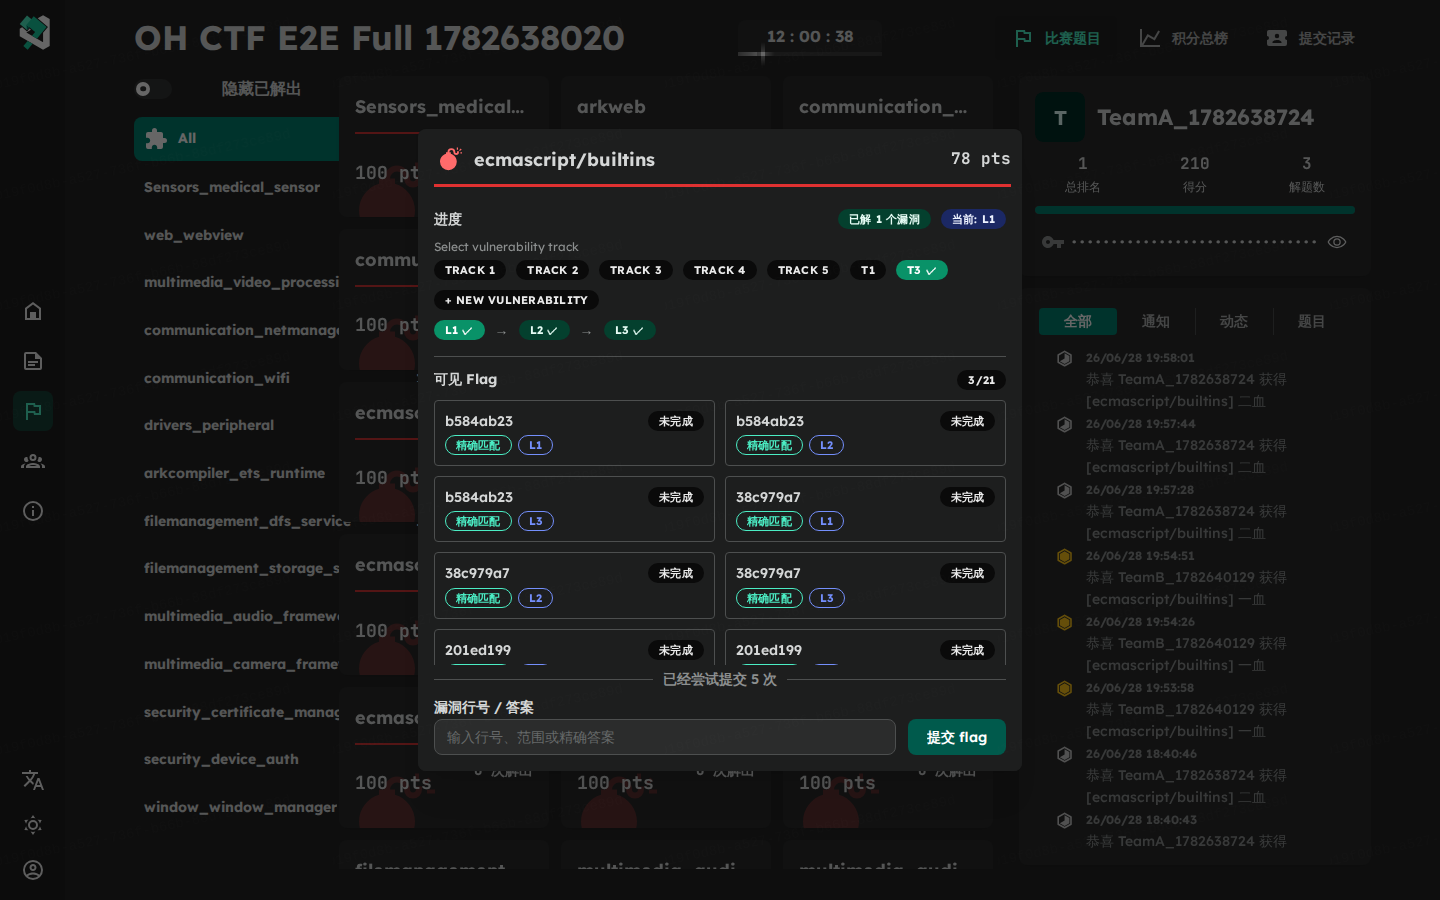 OH CTF E2E Full 1782638020
12 : 00 : 38
比赛题目
积分总榜
提交记录
隐藏已解出
All
Sensors_medical_sensor
web_webview
multimedia_video_processi
communication_netmanage
communication_wifi
drivers_peripheral
arkcompiler_ets_runtime
filemanagement_dfs_service
filemanagement_storage_s
multimedia_audio_framew
multimedia_camera_frame
security_certificate_manag
security_device_auth
window_window_manager
Sensors_medical...
arkweb
communication_...
100 pt
commu
100 pt
ecmasc
100 pt
ecmasc
100 pt
ecmasc
100 pts
100 pts
100 pts
ecmascript/builtins
78 pts
进度
已解 1 个漏洞
当前: L1
Select vulnerability track
TRACK 1
TRACK 2
TRACK 3
TRACK 4
TRACK 5
T1
T3 ✓
+ NEW VULNERABILITY
L1 ✓ → L2 ✓ → L3 ✓
可见 Flag
3/21
b584ab23
未完成
精确匹配
L1
b584ab23
未完成
精确匹配
L2
b584ab23
未完成
精确匹配
L3
38c979a7
未完成
精确匹配
L1
38c979a7
未完成
精确匹配
L2
38c979a7
未完成
精确匹配
L3
201ed199
未完成
201ed199
未完成
已经尝试提交 5 次
漏洞行号 / 答案
输入行号、范围或精确答案
提交 flag
T
TeamA_1782638724
1
210
3
总排名
得分
解题数
全部
通知
动态
题目
26/06/28 19:58:01
恭喜 TeamA_1782638724 获得
[ecmascript/builtins] 二血
26/06/28 19:57:44
恭喜 TeamA_1782638724 获得
[ecmascript/builtins] 二血
26/06/28 19:57:28
恭喜 TeamA_1782638724 获得
[ecmascript/builtins] 二血
26/06/28 19:54:51
恭喜 TeamB_1782640129 获得
[ecmascript/builtins] 一血
26/06/28 19:54:26
恭喜 TeamB_1782640129 获得
[ecmascript/builtins] 一血
26/06/28 19:53:58
恭喜 TeamB_1782640129 获得
[ecmascript/builtins] 一血
26/06/28 18:40:46
恭喜 TeamA_1782638724 获得
[ecmascript/builtins] 二血
26/06/28 18:40:43
恭喜 TeamA_1782638724 获得